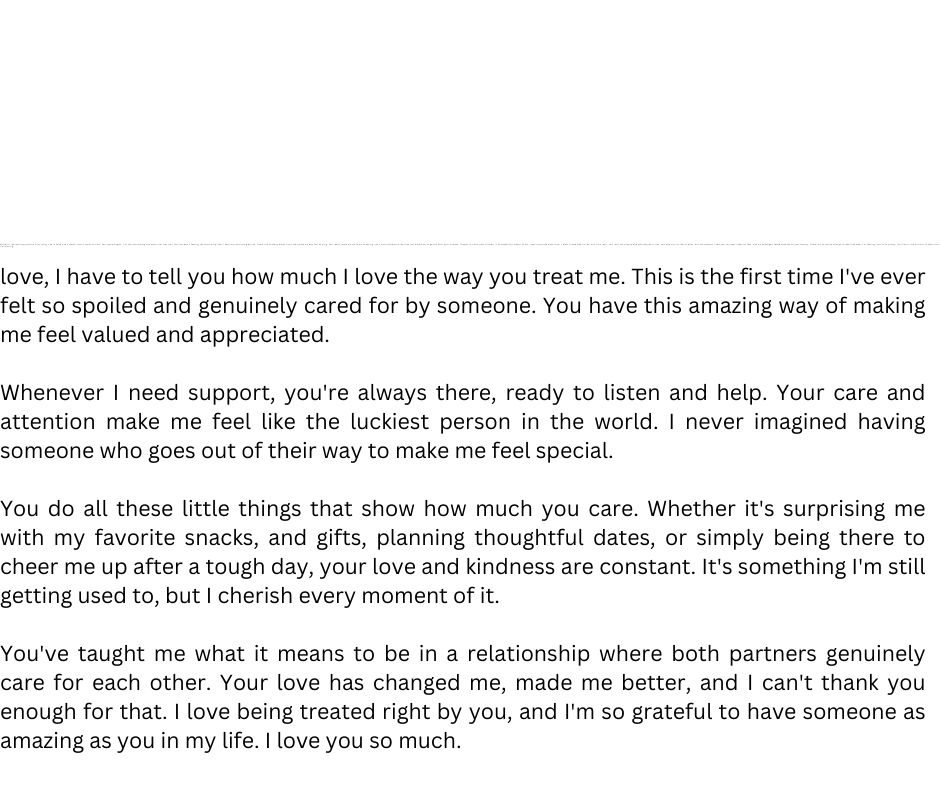 love, I have to tell you how much I love the way you treat me. This is the first time I've ever
felt so spoiled and genuinely cared for by someone. You have this amazing way of making
me feel valued and appreciated.
Whenever I need support, you're always there, ready to listen and help. Your care and
attention make me feel like the luckiest person in the world. I never imagined having
someone who goes out of their way to make me feel special.
You do all these little things that show how much you care. Whether it's surprising me
with my favorite snacks, and gifts, planning thoughtful dates, or simply being there to
cheer me up after a tough day, your love and kindness are constant. It's something I'm still
getting used to, but I cherish every moment of it.
You've taught me what it means to be in a relationship where both partners genuinely
care for each other. Your love has changed me, made me better, and I can't thank you
enough for that. I love being treated right by you, and I'm so grateful to have someone as
amazing as you in my life. I love you so much.